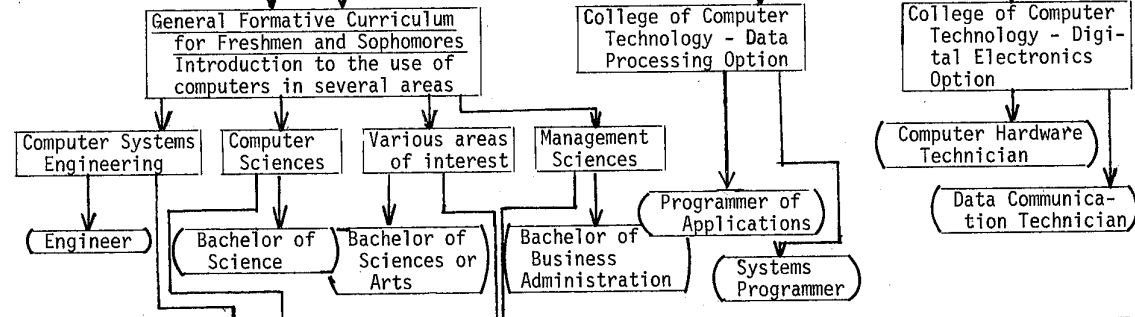 General Formative Curriculum
for Freshmen and Sophomores
Introduction to the use of
computers in several areas
College of Computer
Technology - Data
Processing Option
College of Computer
Technology - Digi-
tal Electronics
Option
Computer Systems
Engineering
Computer
Sciences
Various areas
of interest
Management
Sciences
Computer Hardware
Technician
Engineer
Bachelor of
Science
Bachelor of
Sciences or
Arts
Bachelor of
Business
Administration
Programmer of
Applications
Systems
Programmer
Data Communica-
tion Technician